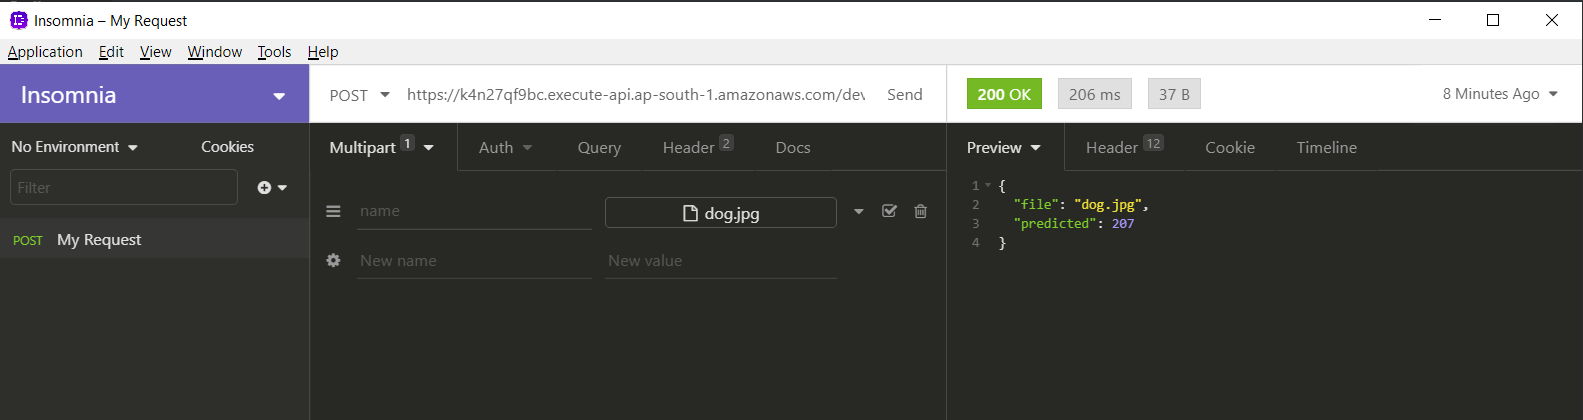 Insomnia – My Request
Application Edit View Window Tools Help
Insomnia
POST https://k4n27qf9bc.execute-api.ap-south-1.amazonaws.com/dev Send
200 OK 206 ms 37 B 8 Minutes Ago
No Environment Cookies
Multipart 1 Auth Query Header 2 Docs
Preview Header 12 Cookie Timeline
Filter
name dog.jpg
New name New value
POST My Request
1 {
2 "file": "dog.jpg",
3 "predicted": 207
4 }